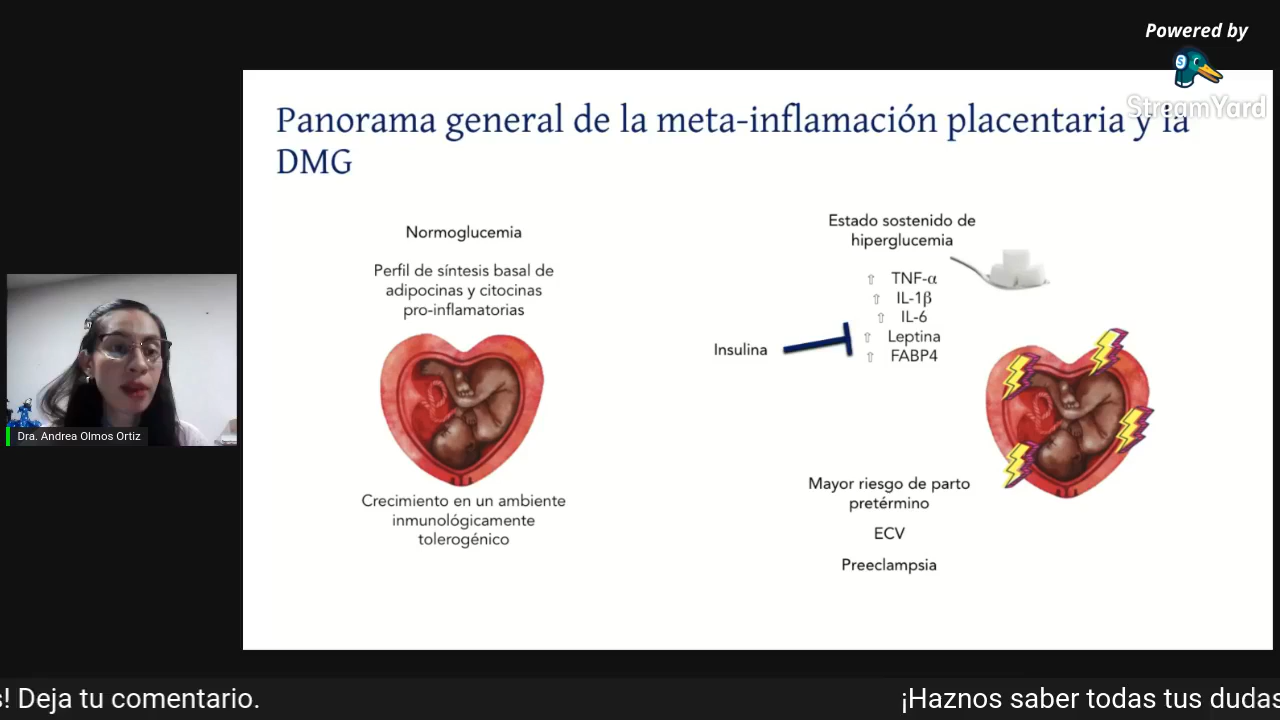 Powered by
StreamYard
Panorama general de la meta-inflamación placentaria y la
DMG
Normoglucemia
Perfil de síntesis basal de
adipocinas y citocinas
pro-inflamatorias
Crecimiento en un ambiente
inmunológicamente
tolerogénico
Estado sostenido de
hiperglucemia
⇧ TNF-α
⇧ IL-1β
⇧ IL-6
⇧ Leptina
⇧ FABP4
Insulina
Mayor riesgo de parto
pretérmino
ECV
Preeclampsia
Dra. Andrea Olmos Ortiz
s! Deja tu comentario.
¡Haznos saber todas tus dudas